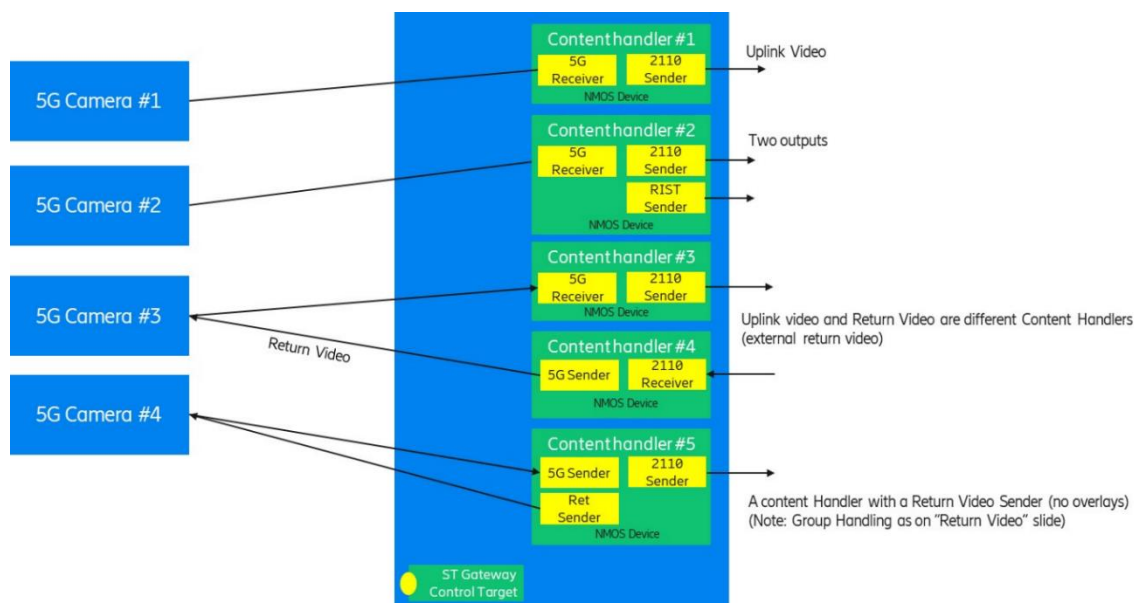 5G Camera #1
5G Camera #2
5G Camera #3
5G Camera #4
Return Video
Contenthandler #1
5G
Receiver
2110
Sender
NMOS Device
Contenthandler #2
5G
Receiver
2110
Sender
RIST
Sender
NMOS Device
Contenthandler #3
5G
Receiver
2110
Sender
NMOS Device
Contenthandler #4
5G Sender
2110
Receiver
NMOS Device
Contenthandler #5
5G Sender
2110
Sender
Ret
Sender
NMOS Device
ST Gateway
Control Target
Uplink Video
Two outputs
Uplink video and Return Video are different Content Handlers
(external return video)
A content Handler with a Return Video Sender (no overlays)
(Note: Group Handling as on "Return Video" slide)